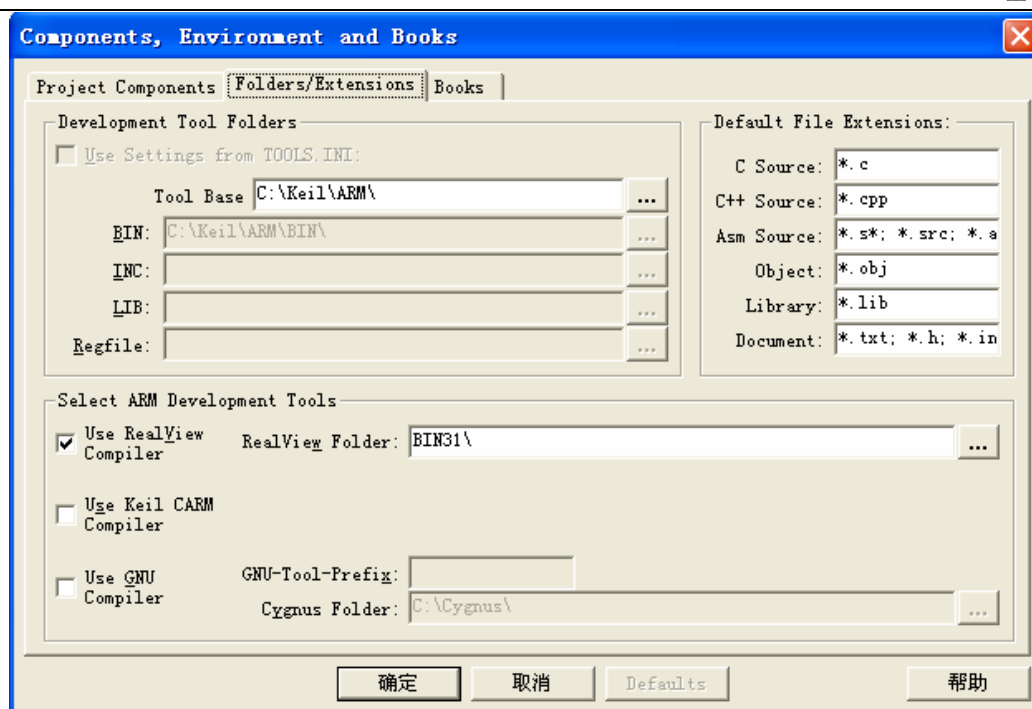 Components, Environment and Books
Project Components Folders/Extensions Books
Development Tool Folders
Use Settings from TOOLS.INI:
Tool Base C:\Keil\ARM\ ...
BIN: C:\Keil\ARM\BIN\ ...
INC: ...
LIB: ...
Regfile: ...
Default File Extensions:
C Source: *.c
C++ Source: *.cpp
Asm Source: *.s*; *.src; *.a
Object: *.obj
Library: *.lib
Document: *.txt; *.h; *.in
Select ARM Development Tools
Use RealView Compiler
RealView Folder: BIN31\ ...
Use Keil CARM Compiler
Use GNU Compiler
GNU-Tool-Prefix:
Cygnus Folder: C:\Cygnus\ ...
确定 取消 Defaults 帮助